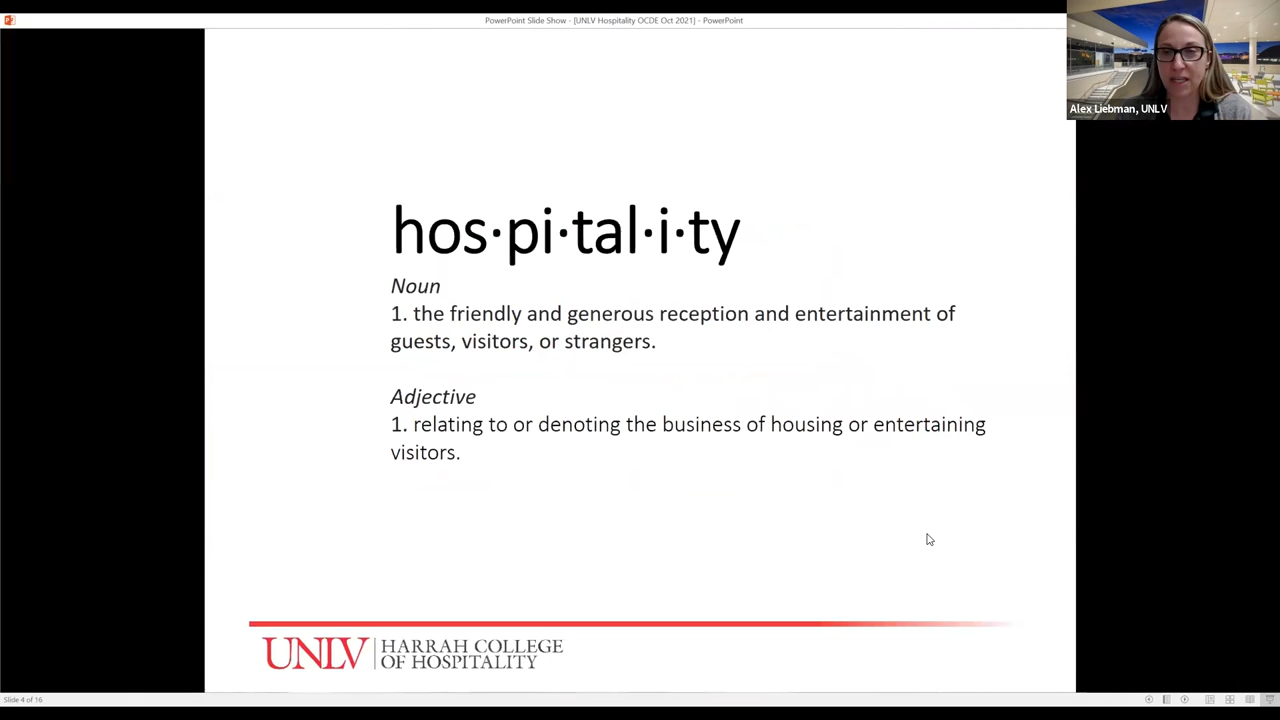 PowerPoint Slide Show - [UNLV Hospitality OCDE Oct 2021] - PowerPoint
Alex Liebman, UNLV
hos·pi·tal·i·ty
Noun
1. the friendly and generous reception and entertainment of
guests, visitors, or strangers.
Adjective
1. relating to or denoting the business of housing or entertaining
visitors.
UNLV
HARRAH COLLEGE
OF HOSPITALITY
Slide 4 of 16